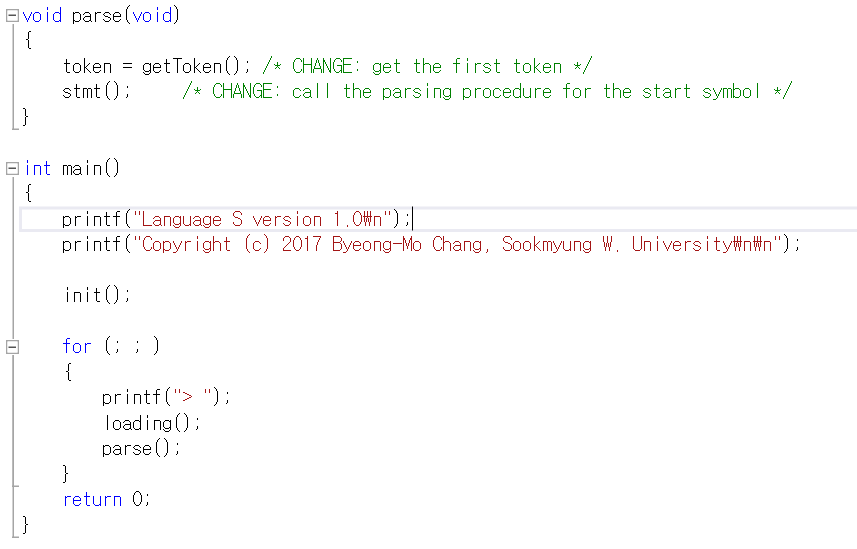 void parse(void)
{
token = getToken(); /* CHANGE: get the first token */
stmt(); /* CHANGE: call the parsing procedure for the start symbol */
}
int main()
{
printf("Language S version 1.0₩n");
printf("Copyright (c) 2017 Byeong-Mo Chang, Sookmyung W. University₩n₩n");
init();
for (; ; )
{
printf("> ");
loading();
parse();
}
return 0;
}